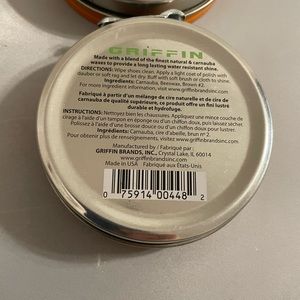 GRIFFIN
Made with a blend of the finest natural & carnauba
waxes to provide a long lasting water resistant shine.
DIRECTIONS: Wipe shoes clean. Apply a light coat of polish with
dauber or soft rag and let dry. Buff with soft brush or cloth to shine.
Ingredients: Carnauba, Beeswax, Brown #2.
For more ingredient information, visit www.griffinbrandsinc.com
Fabriqué à partir d'un mélange de cire naturelle et de cire de
carnauba de qualité supérieure, ce produit offre un fini lustré
durable et hydrofuge.
INSTRUCTIONS: Nettoyez bien les chaussures. Appliquez une mince couche de
cirage à l'aide d'un tampon en éponge ou d'un chiffon doux, puis laissez sécher.
Polissez à l'aide d'une brosse ou d'un chiffon doux pour lustrer.
Ingrédients: Carnauba, cire d'abeille, brun nº 2.
Pour obtenir plus de renseignements, visitez www.griffinbrandsinc.com
Manufactured by / Fabriqué par :
GRIFFIN BRANDS, INC., Crystal Lake, IL 60014
www.griffinbrandsinc.com
Made in USA / Fabriqué aux États-Unis
0 75914 00448 2